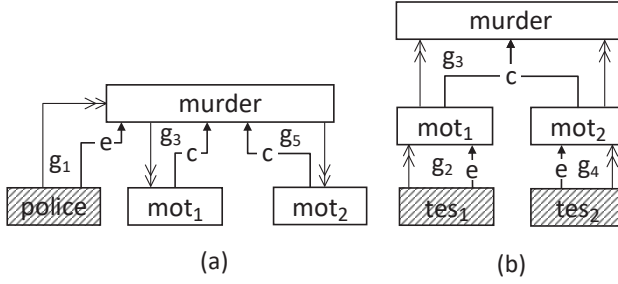 murder
g₁
e
g₃
c
c
g₅
police
mot₁
mot₂
(a)
murder
g₃
c
mot₁
mot₂
g₂
e
e
g₄
tes₁
tes₂
(b)